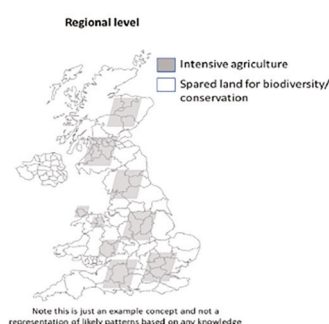 Regional level
Intensive agriculture
Spared land for biodiversity/
conservation
Note this is just an example concept and not a
representation of likely patterns based on any knowledge